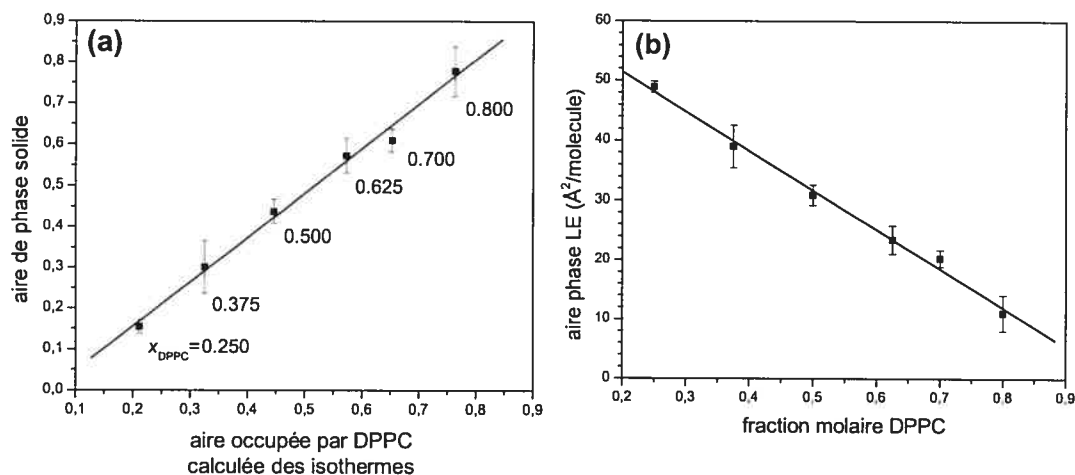 (a)
aire de phase solide
0,9
0,8
0,7
0,6
0,5
0,4
0,3
0,2
0,1
0,0
0.800
0.700
0.625
0.500
0.375
xDPPC=0.250
0,1 0,2 0,3 0,4 0,5 0,6 0,7 0,8 0,9
aire occupée par DPPC
calculée des isothermes
(b)
aire phase LE (Å²/molecule)
60
50
40
30
20
10
0
0,2 0,3 0,4 0,5 0,6 0,7 0,8 0,9
fraction molaire DPPC